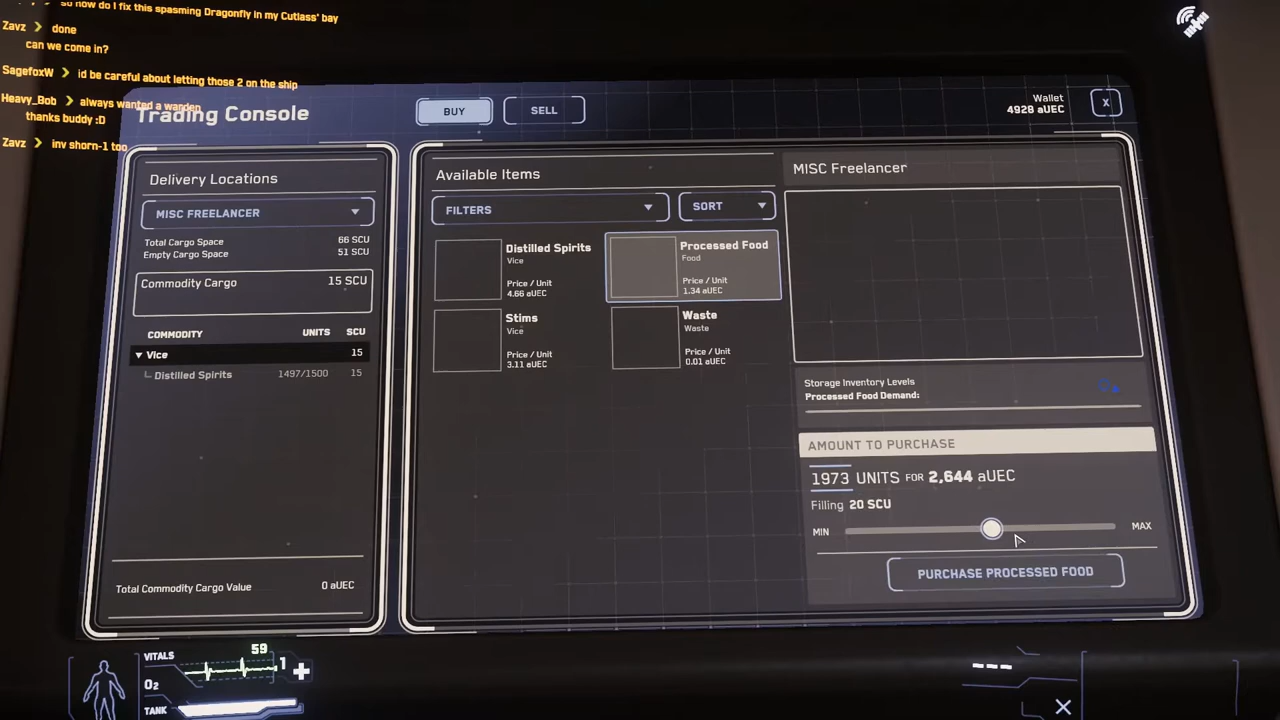 so how do I fix this spasming Dragonfly in my Cutlass' bay
Zavz > done
can we come in?
SagefoxW > id be careful about letting those 2 on the ship
Heavy_Bob > always wanted a warden
thanks buddy :D
Zavz > inv shorn-1 too
Trading Console
BUY
SELL
Wallet
4928 aUEC
X
Delivery Locations
MISC FREELANCER
Total Cargo Space 66 SCU
Empty Cargo Space 51 SCU
Commodity Cargo 15 SCU
COMMODITY UNITS SCU
Vice 15
Distilled Spirits 1497/1500 15
Total Commodity Cargo Value 0 aUEC
Available Items
FILTERS
SORT
Distilled Spirits
Vice
Price / Unit
4.66 aUEC
Processed Food
Food
Price / Unit
1.34 aUEC
Stims
Vice
Price / Unit
3.11 aUEC
Waste
Waste
Price / Unit
0.01 aUEC
MISC Freelancer
Storage Inventory Levels
Processed Food Demand:
AMOUNT TO PURCHASE
1973 UNITS FOR 2,644 aUEC
Filling 20 SCU
MIN
MAX
PURCHASE PROCESSED FOOD
VITALS
59
1
O2
TANK
---